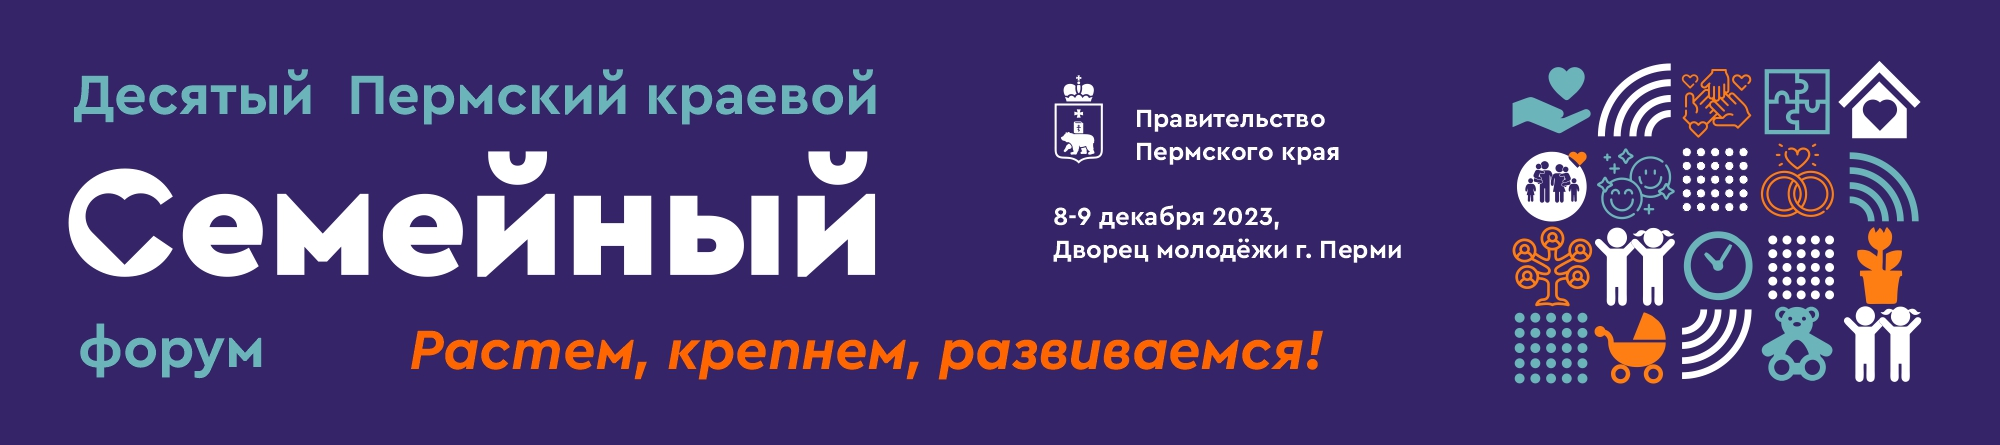 Десятый Пермский краевой
Семейный
форум
Растем, крепнем, развиваемся!
Правительство
Пермского края
8-9 декабря 2023,
Дворец молодёжи г. Перми